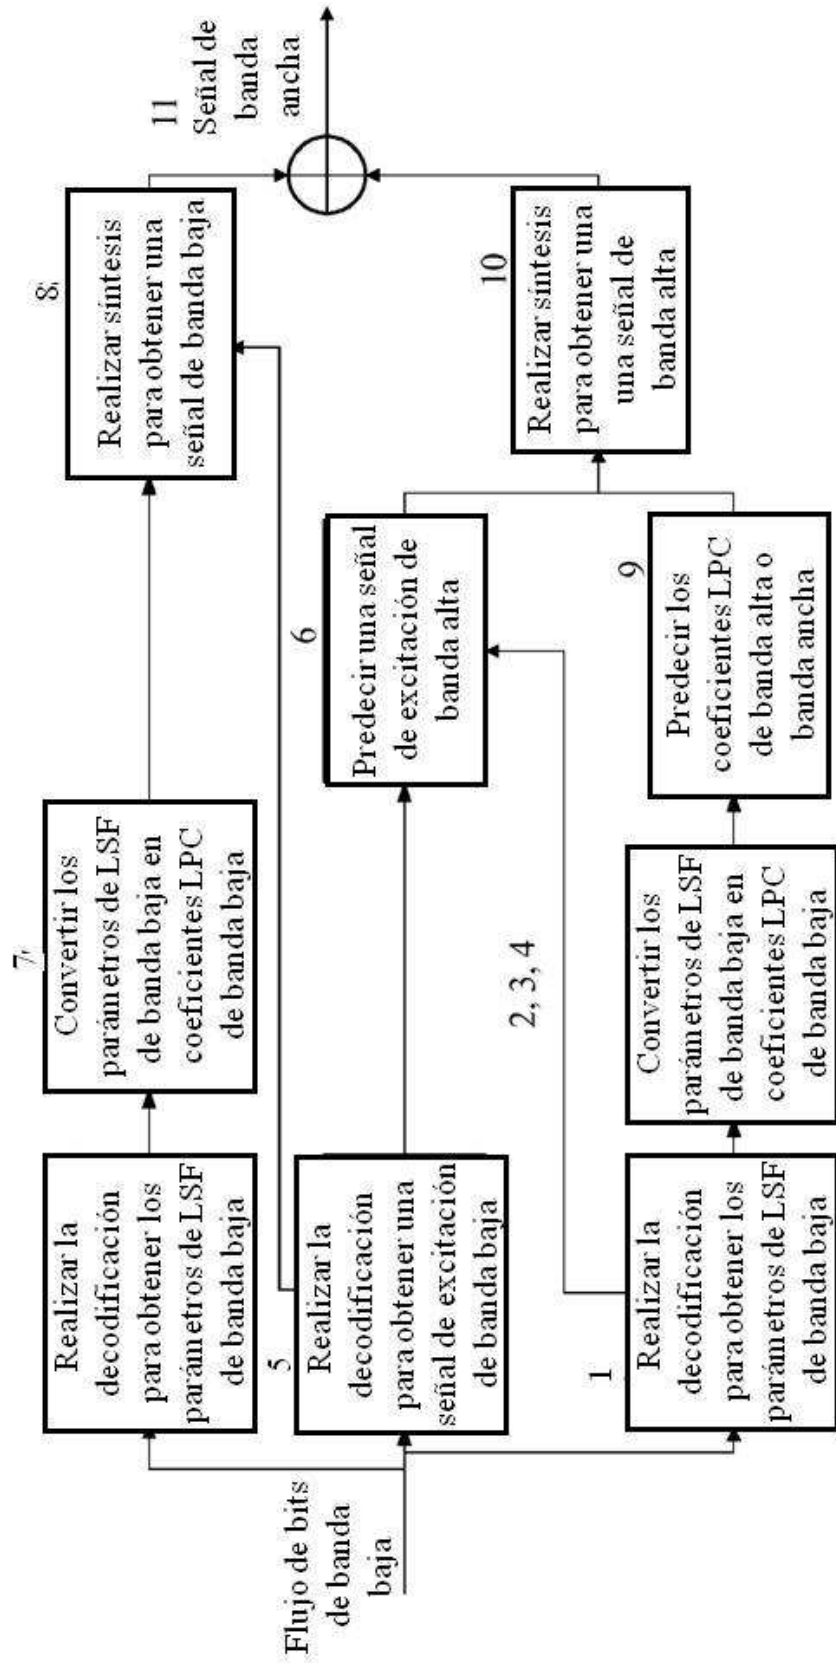 Flujo de bits
de banda
baja
Realizar la
decodificación
para obtener los
parámetros de LSF
de banda baja
7,
Convertir los
parámetros de LSF
de banda baja en
coeficientes LPC
de banda baja
8,
Realizar síntesis
para obtener una
señal de banda baja
11
Señal de
banda
ancha
5
Realizar la
decodificación
para obtener una
señal de excitación
de banda baja
6
Predecir una señal
de excitación de
banda alta
2, 3, 4
10
Realizar síntesis
para obtener una
una señal de
banda alta
1
Realizar la
decodificación
para obtener los
parámetros de LSF
de banda baja
Convertir los
parámetros de LSF
de banda baja en
coeficientes LPC
de banda baja
9
Predecir los
coeficientes LPC
de banda alta o
banda ancha